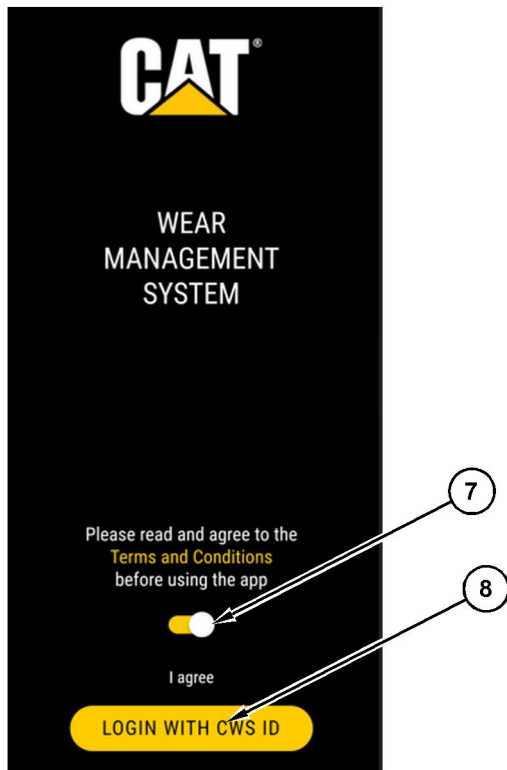 CAT®
WEAR
MANAGEMENT
SYSTEM
7
Please read and agree to the
Terms and Conditions
before using the app
8
I agree
LOGIN WITH CWS ID